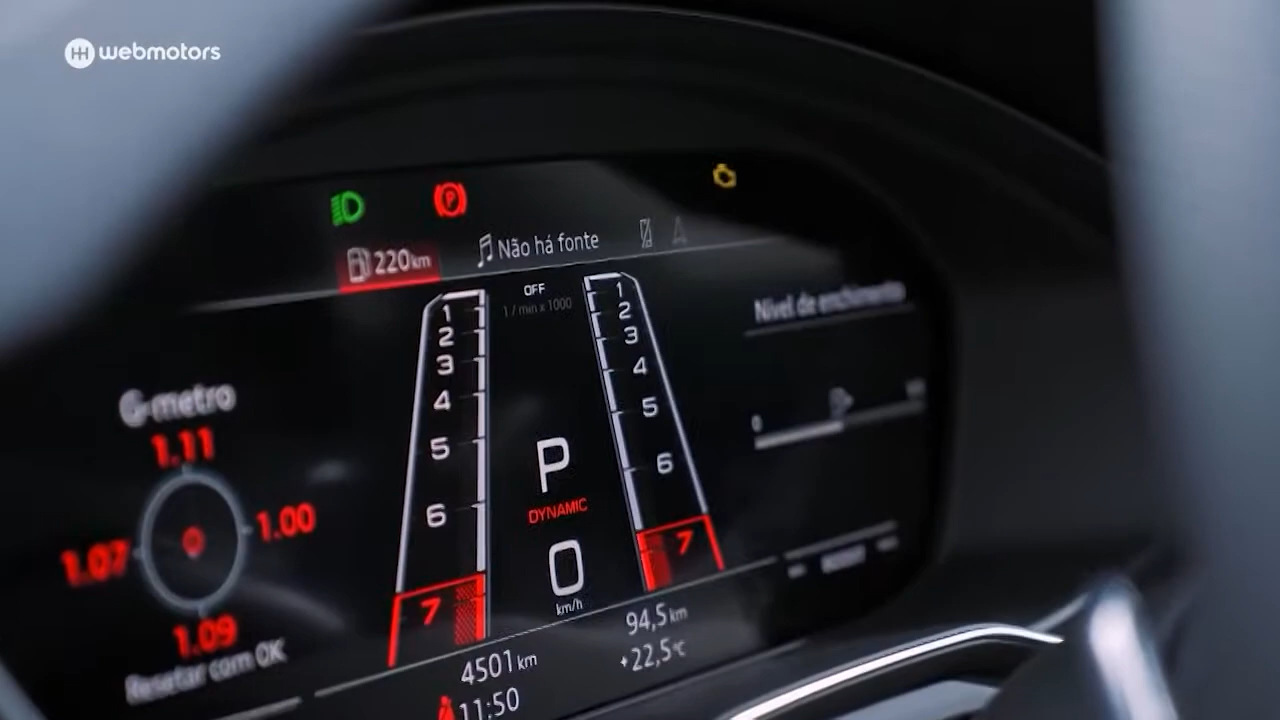 webmotors
P
220 km
Não há fonte
OFF
1 / min x 1000
1
2
3
4
5
6
7
1
2
3
4
5
6
7
Nível de enchimento
G-metro
1.11
1.07
1.00
1.09
Resetar com OK
P
DYNAMIC
0
km/h
0
BOOST
4501 km
94,5 km
11:50
+22,5°C